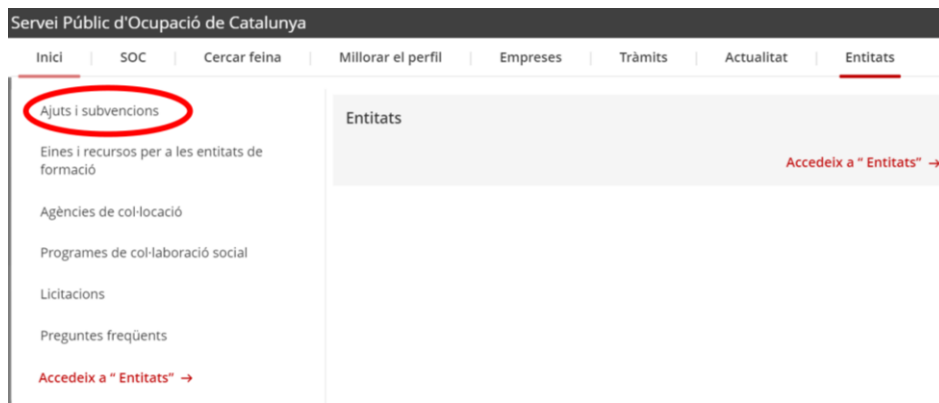 Servei Públic d'Ocupació de Catalunya
Inici SOC Cercar feina Millorar el perfil Empreses Tràmits Actualitat Entitats
Ajuts i subvencions
Eines i recursos per a les entitats de
formació
Agències de col·locació
Programes de col·laboració social
Licitacions
Preguntes freqüents
Accedeix a “ Entitats” →
Entitats
Accedeix a “ Entitats” →